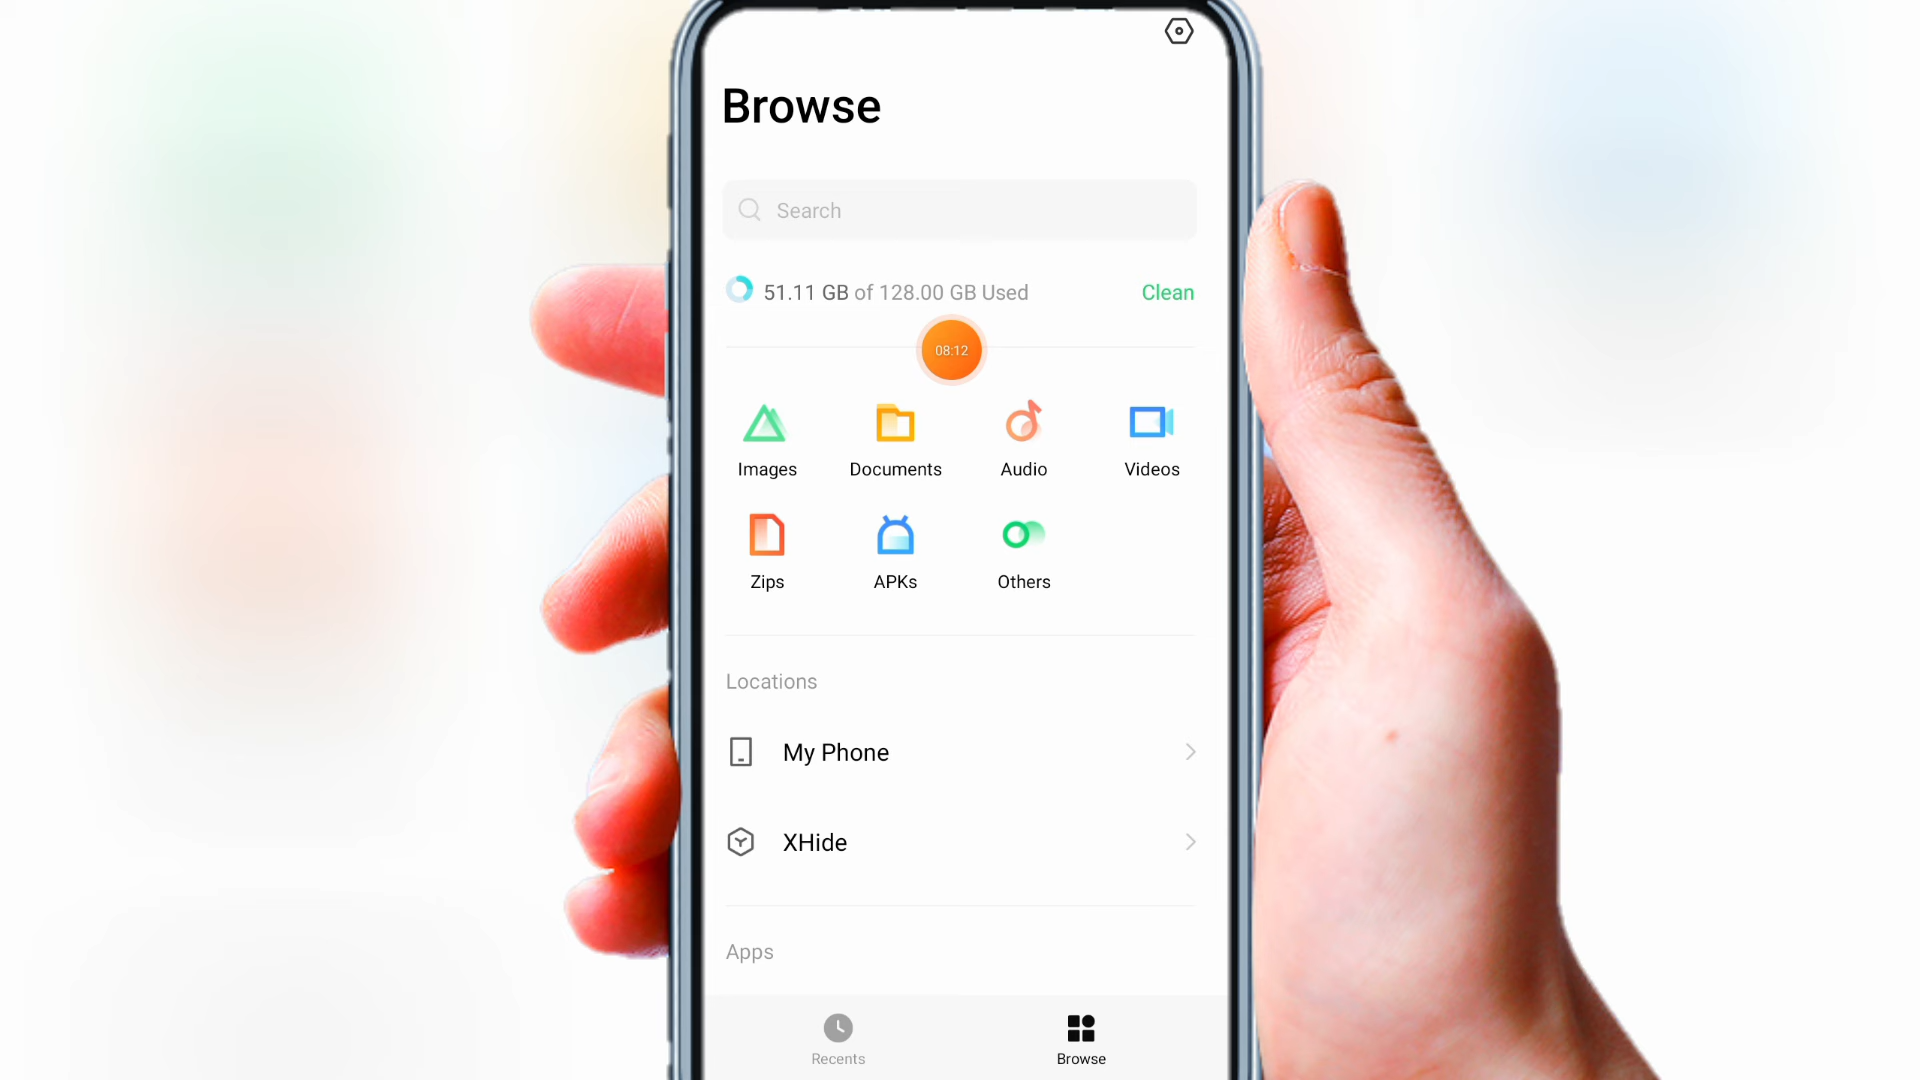 Browse
Search
51.11 GB of 128.00 GB Used
Clean
08:12
Images
Documents
Audio
Videos
Zips
APKs
Others
Locations
My Phone
XHide
Apps
Recents
Browse